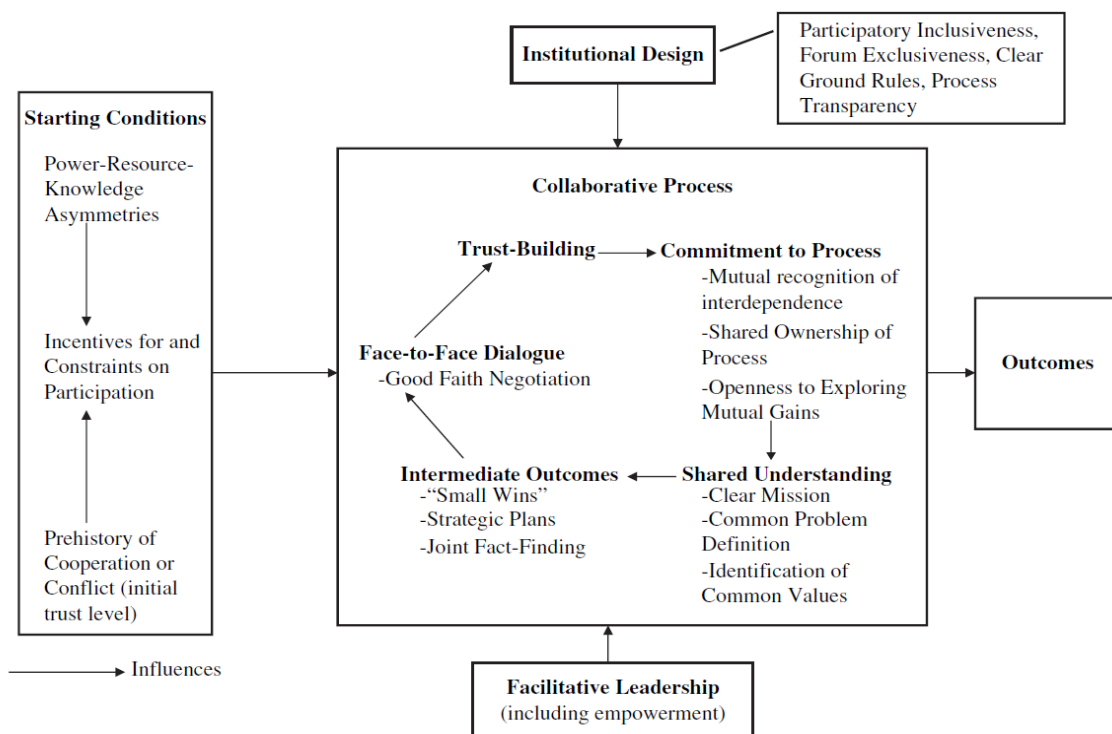 Institutional Design
Participatory Inclusiveness,
Forum Exclusiveness, Clear
Ground Rules, Process
Transparency
Starting Conditions
Power-Resource-
Knowledge
Asymmetries
Incentives for and
Constraints on
Participation
Prehistory of
Cooperation or
Conflict (initial
trust level)
Influences
Collaborative Process
Trust-Building
Commitment to Process
-Mutual recognition of
interdependence
-Shared Ownership of
Process
-Openness to Exploring
Mutual Gains
Face-to-Face Dialogue
-Good Faith Negotiation
Intermediate Outcomes
-“Small Wins”
-Strategic Plans
-Joint Fact-Finding
Shared Understanding
-Clear Mission
-Common Problem
Definition
-Identification of
Common Values
Outcomes
Facilitative Leadership
(including empowerment)